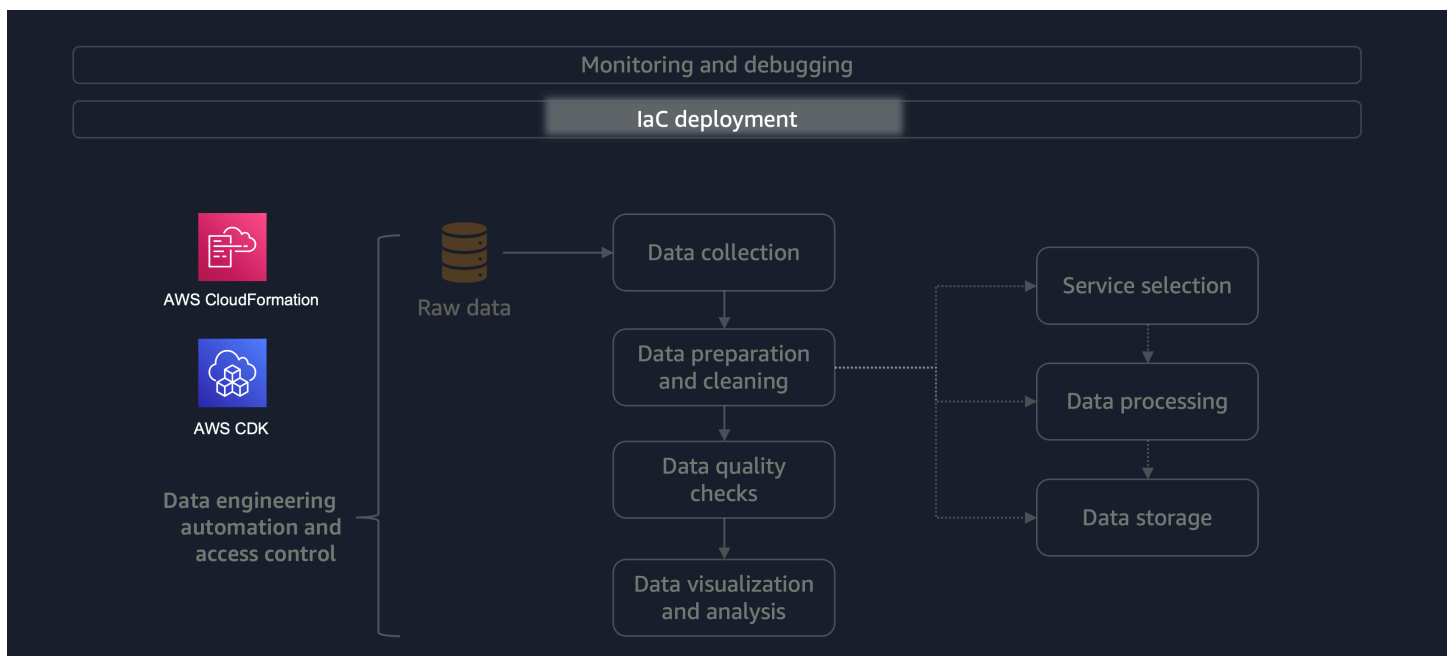 Monitoring and debugging
IaC deployment
AWS CloudFormation
AWS CDK
Data engineering
automation and
access control
Raw data
Data collection
Data preparation
and cleaning
Data quality
checks
Data visualization
and analysis
Service selection
Data processing
Data storage